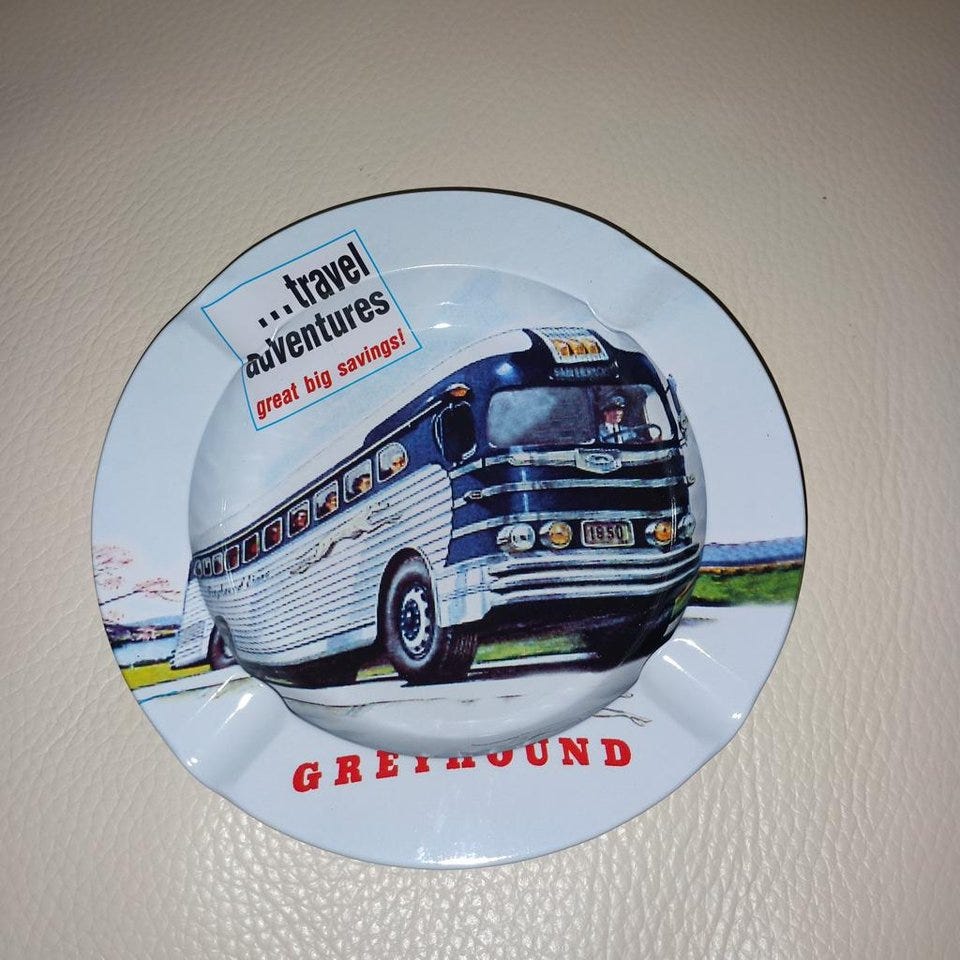 ...travel
adventures
great big savings!
1950
GREYHOUND